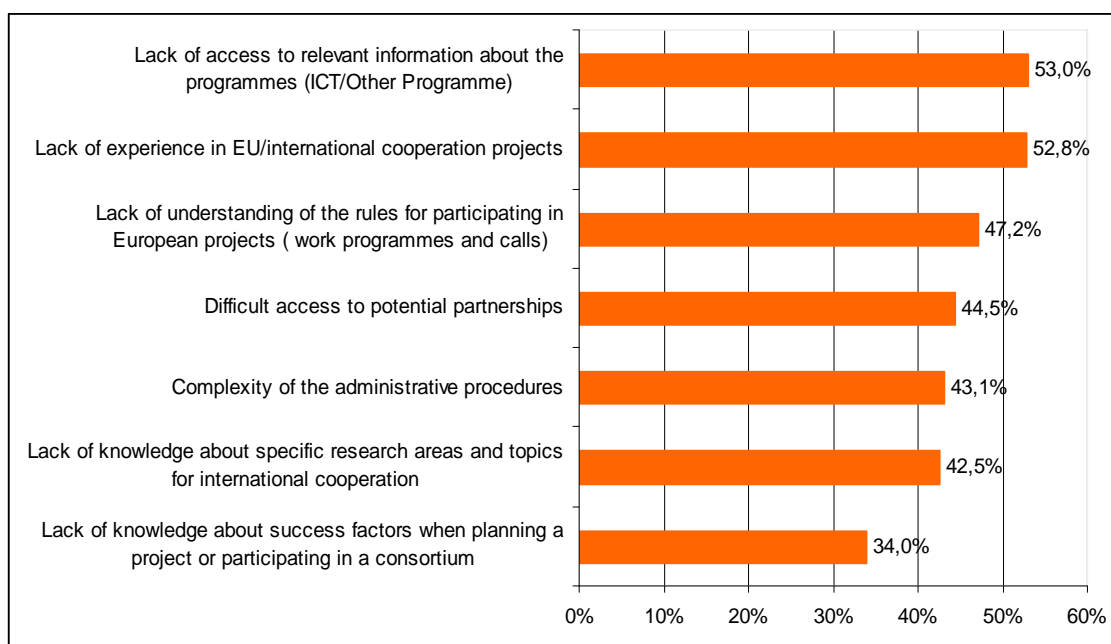 Lack of access to relevant information about the
programmes (ICT/Other Programme)
53,0%
Lack of experience in EU/international cooperation projects
52,8%
Lack of understanding of the rules for participating in
European projects ( work programmes and calls)
47,2%
Difficult access to potential partnerships
44,5%
Complexity of the administrative procedures
43,1%
Lack of knowledge about specific research areas and topics
for international cooperation
42,5%
Lack of knowledge about success factors when planning a
project or participating in a consortium
34,0%
0% 10% 20% 30% 40% 50% 60%